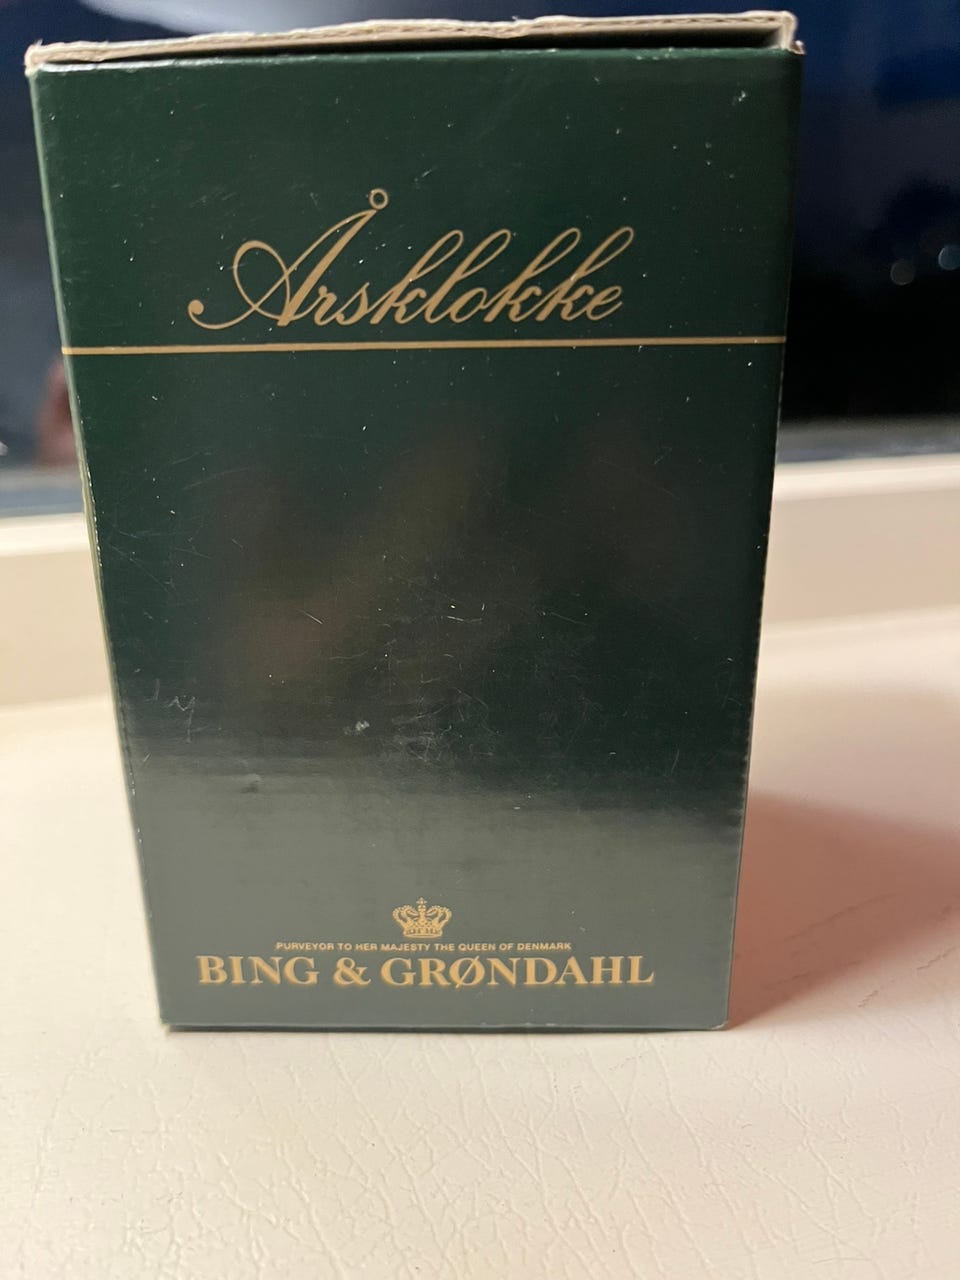 Årsklokke
PURVEYOR TO HER MAJESTY THE QUEEN OF DENMARK
BING & GRØNDAHL